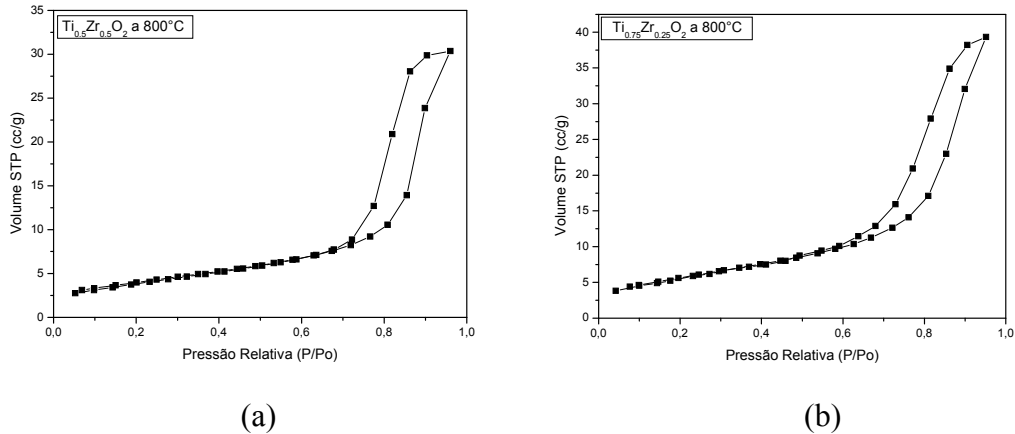 Ti0.5Zr0.5O2 a 800°C
35
30
25
20
15
10
5
0
Volume STP (cc/g)
0,0 0,2 0,4 0,6 0,8 1,0
Pressão Relativa (P/Po)
(a)
Ti0.75Zr0.25O2 a 800°C
40
35
30
25
20
15
10
5
0
Volume STP (cc/g)
0,0 0,2 0,4 0,6 0,8 1,0
Pressão Relativa (P/Po)
(b)